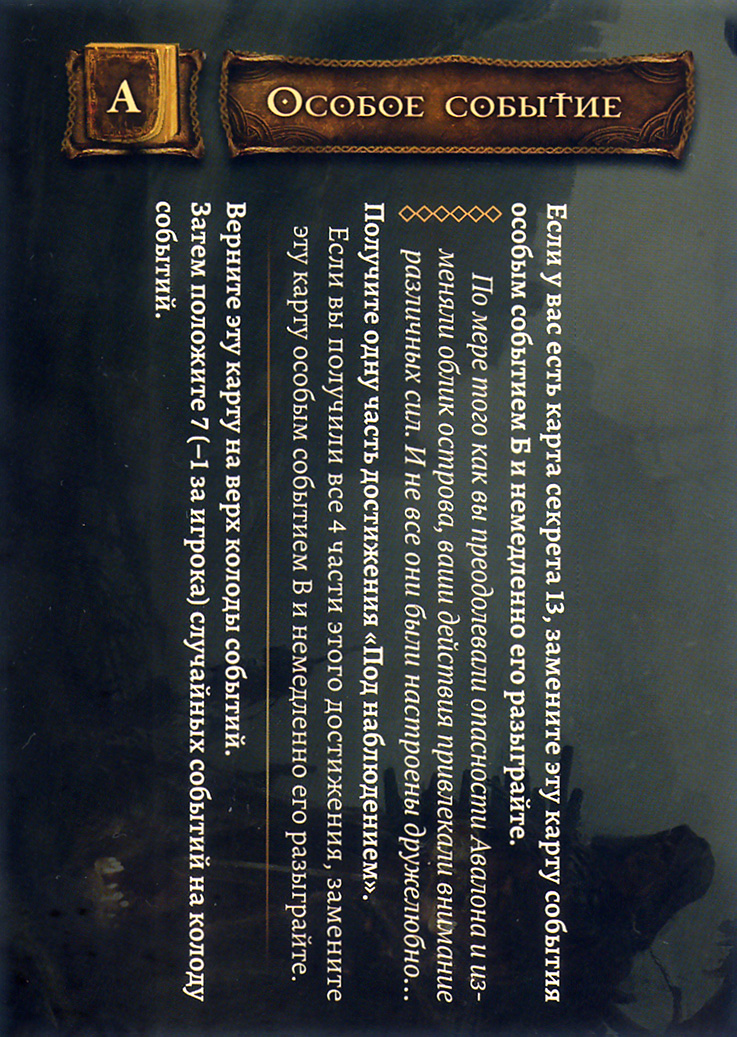 А
Особое событие
Если у вас есть карта секрета 13, замените эту карту события
особым событием Б и немедленно его разыграйте.
По мере того как вы преодолевали опасности Авалона и из-
меняли облик острова, ваши действия привлекали внимание
различных сил. И не все они были настроены дружелюбно...
Получите одну часть достижения «Под наблюдением».
Если вы получили все 4 части этого достижения, замените
эту карту особым событием В и немедленно его разыграйте.
Верните эту карту на верх колоды событий.
Затем положите 7 (–1 за игрока) случайных событий на колоду
событий.